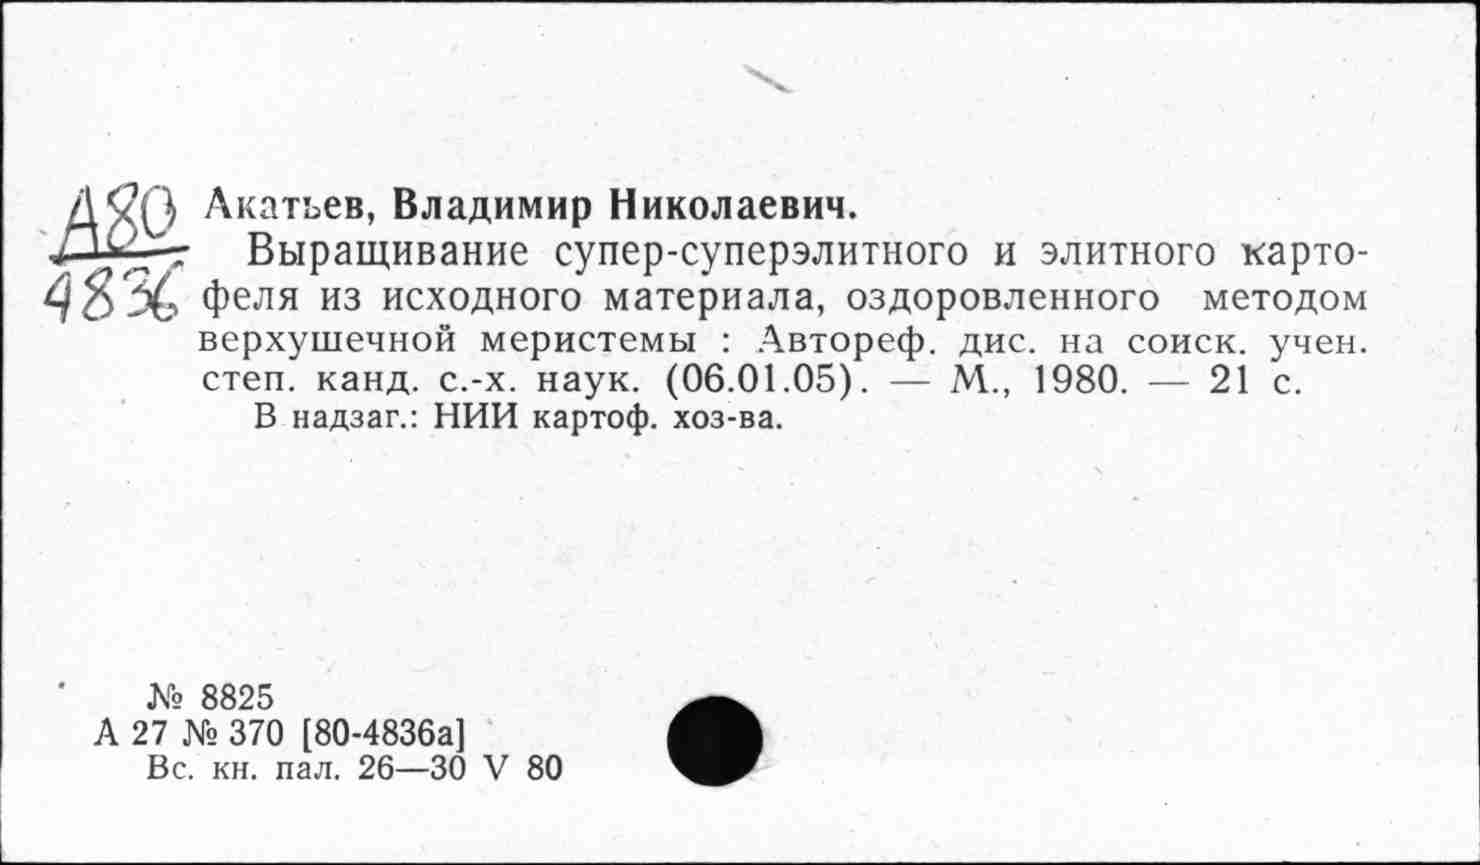 А80
4836
Акатьев, Владимир Николаевич.
Выращивание супер-суперэлитного и элитного карто-
феля из исходного материала, оздоровленного методом
верхушечной меристемы : Автореф. дис. на соиск. учен.
степ. канд. с.-х. наук. (06.01.05). — М., 1980. — 21 с.
В надзаг.: НИИ картоф. хоз-ва.
№ 8825
А 27 № 370 [80-4836а]
Вс. кн. пал. 26—30 V 80